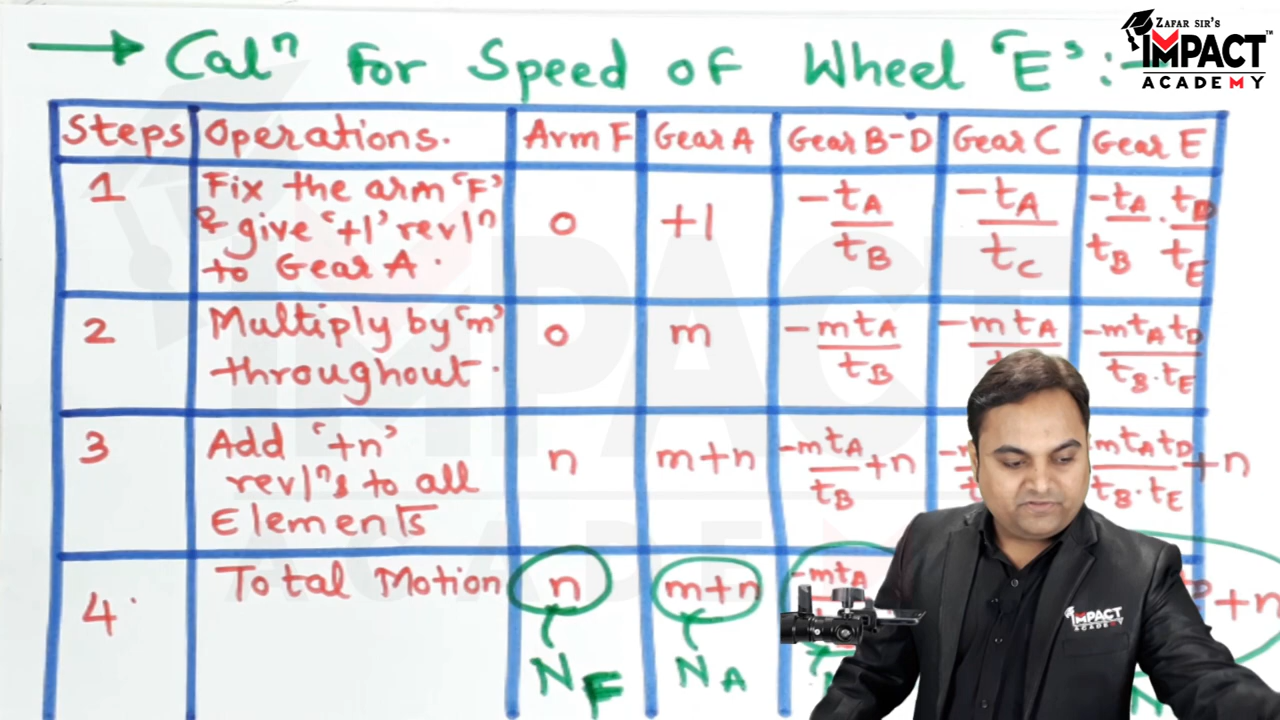 ZAFAR SIR'S
IMPACT
ACADEMY
→ Calⁿ For Speed of Wheel 'E' :-
Steps Operations. Arm F Gear A Gear B-D Gear C Gear E
1 Fix the arm 'F' & give '+1' rev/ⁿ to Gear A. 0 +1 -tA/tB -tA/tC -tA/tB . tD/tE
2 Multiply by 'm' throughout. 0 m -mtA/tB -mtA -mtAtD/tB.tE
3 Add '+n' rev/ⁿs to all Elements n m+n -mtA/tB+n mtAtD/tB.tE+n
4. Total Motion n m+n -mtA +n
NF NA
IMPACT
ACADEMY